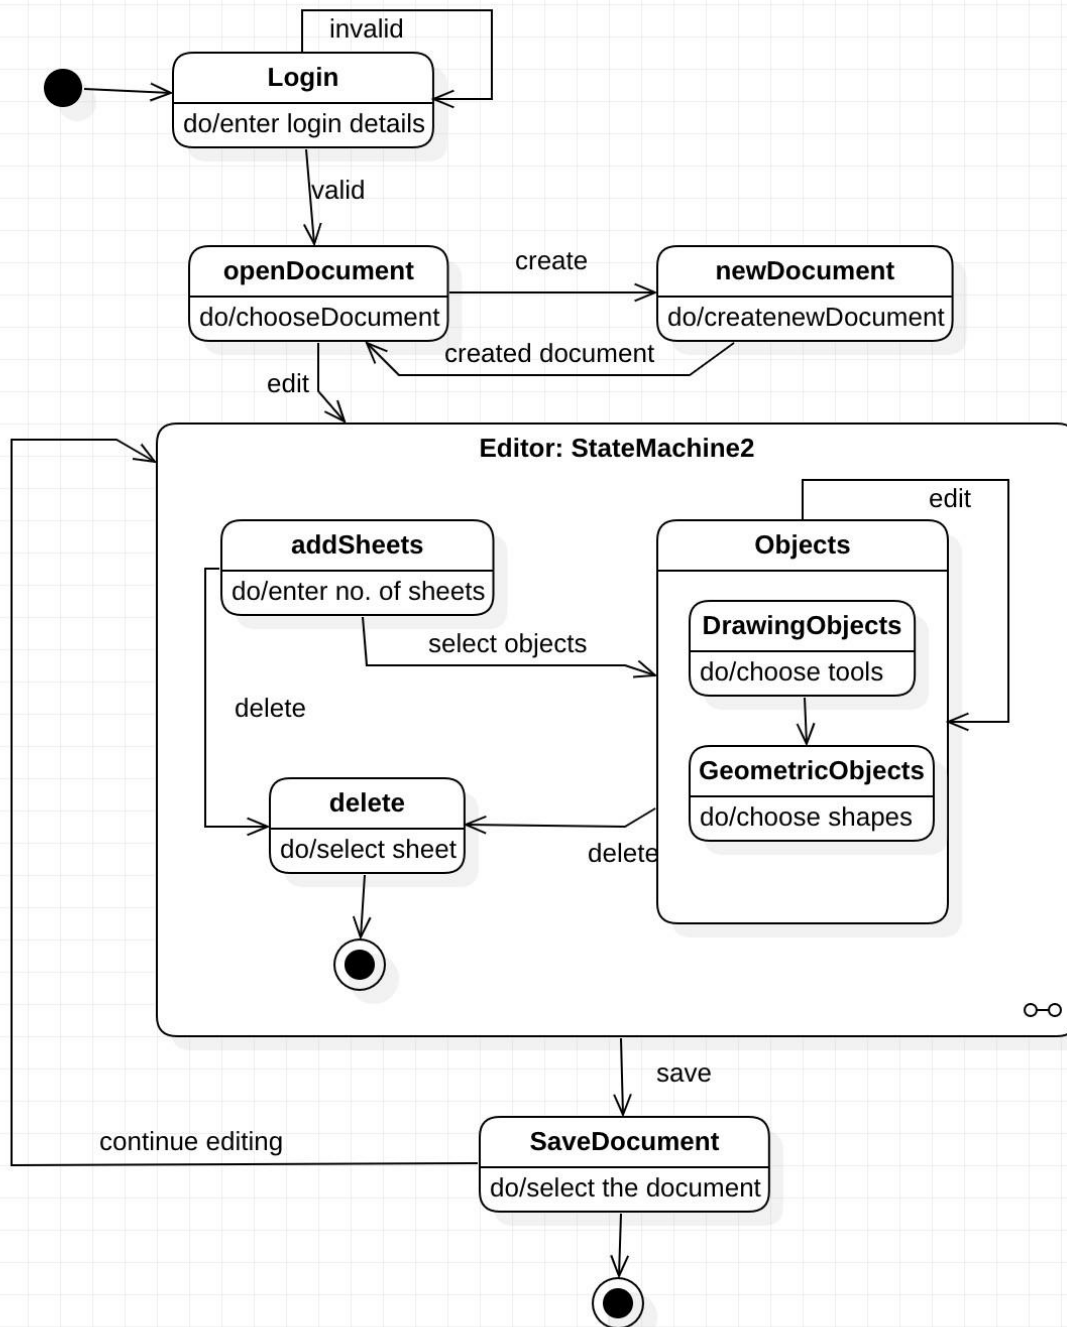 invalid
Login
do/enter login details
valid
openDocument
do/chooseDocument
create
newDocument
do/createnewDocument
created document
edit
Editor: StateMachine2
addSheets
do/enter no. of sheets
select objects
delete
edit
Objects
DrawingObjects
do/choose tools
GeometricObjects
do/choose shapes
delete
do/select sheet
delete
save
SaveDocument
do/select the document
continue editing